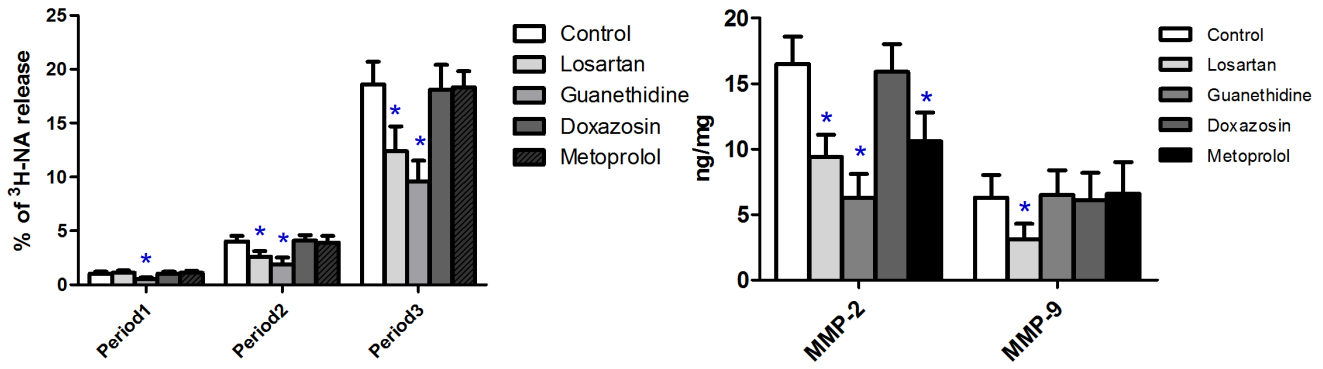 25
20
15
10
5
0
% of ³H-NA release
*
*
*
*
*
Period1
Period2
Period3
Control
Losartan
Guanethidine
Doxazosin
Metoprolol
20
15
10
5
0
ng/mg
*
*
*
*
MMP-2
MMP-9
Control
Losartan
Guanethidine
Doxazosin
Metoprolol